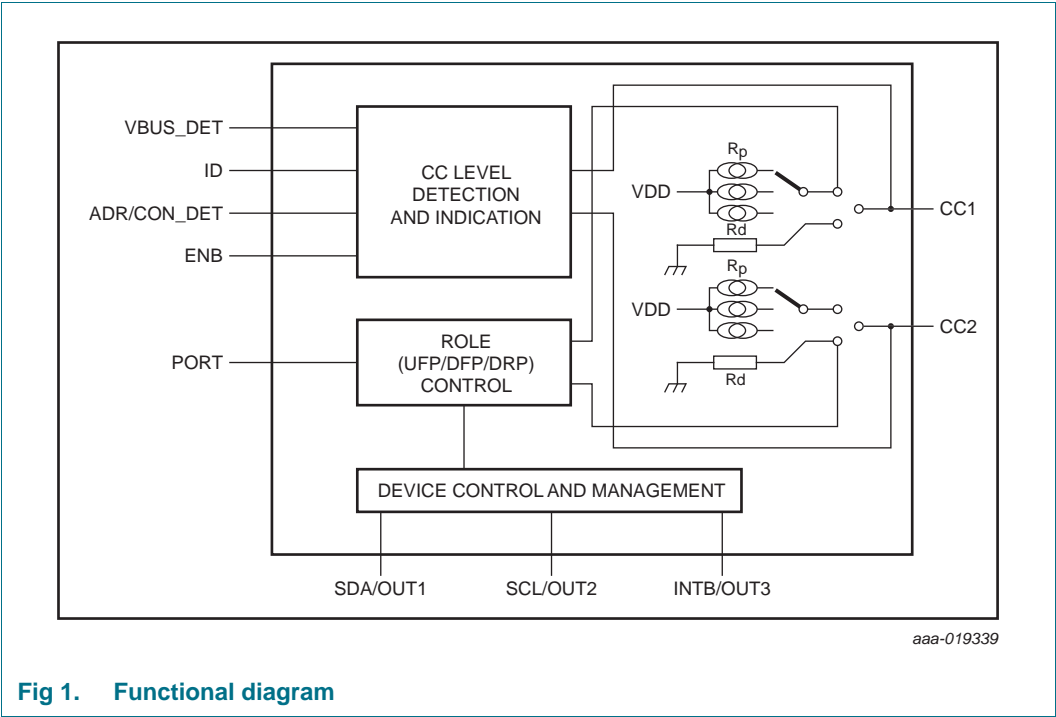 VBUS_DET
ID
ADR/CON_DET
ENB
PORT
CC LEVEL
DETECTION
AND INDICATION
ROLE
(UFP/DFP/DRP)
CONTROL
DEVICE CONTROL AND MANAGEMENT
Rp
VDD
Rd
CC1
Rp
VDD
Rd
CC2
SDA/OUT1
SCL/OUT2
INTB/OUT3
aaa-019339
Fig 1. Functional diagram